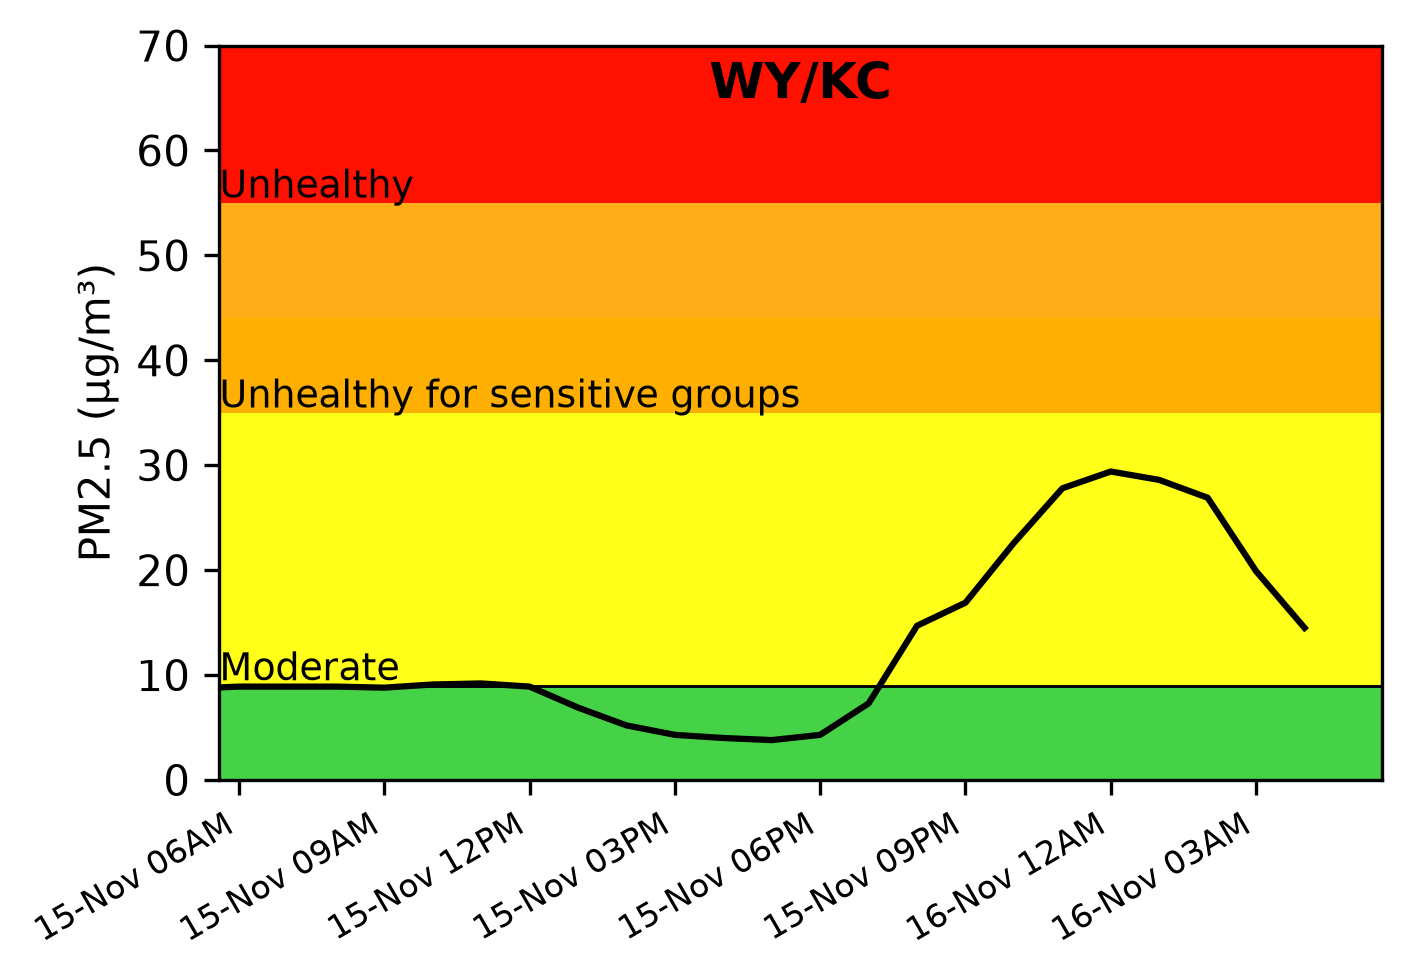 WY/KC
70
60
50
40
30
20
10
0
PM2.5 (µg/m³)
Unhealthy
Unhealthy for sensitive groups
Moderate
15-Nov 06AM
15-Nov 09AM
15-Nov 12PM
15-Nov 03PM
15-Nov 06PM
15-Nov 09PM
16-Nov 12AM
16-Nov 03AM